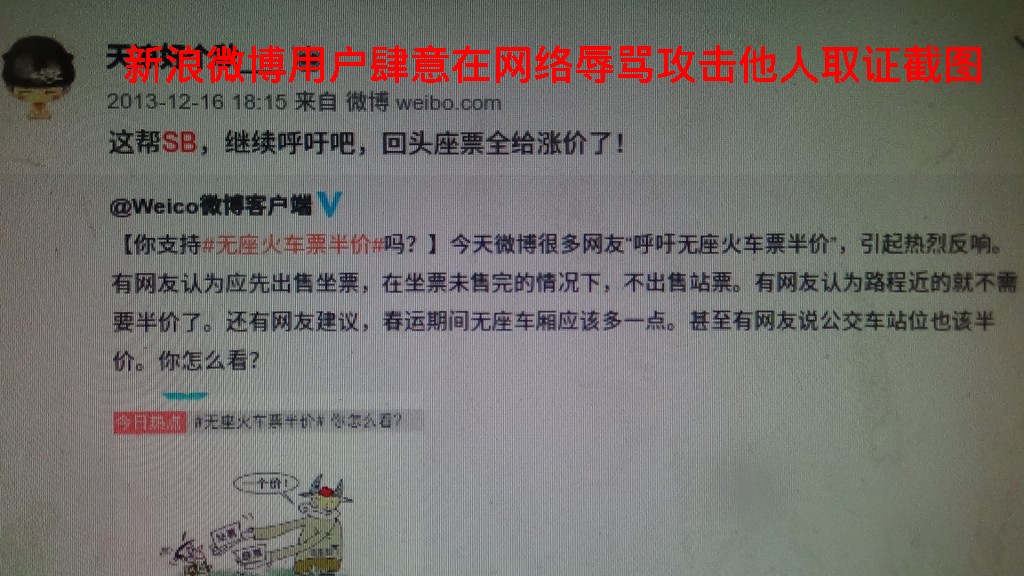 新浪微博用户肆意在网络辱骂攻击他人取证截图
2013-12-16 18:15 来自 微博 weibo.com
这帮SB，继续呼吁吧，回头座票全给涨价了！
@Weico微博客户端
【你支持#无座火车票半价#吗？】今天微博很多网友“呼吁无座火车票半价”，引起热烈反响。
有网友认为应先出售坐票，在坐票未售完的情况下，不出售站票。有网友认为路程近的就不需
要半价了。还有网友建议，春运期间无座车厢应该多一点。甚至有网友说公交车站位也该半
价。你怎么看？
今日热点 #无座火车票半价# 你怎么看？
一个价！